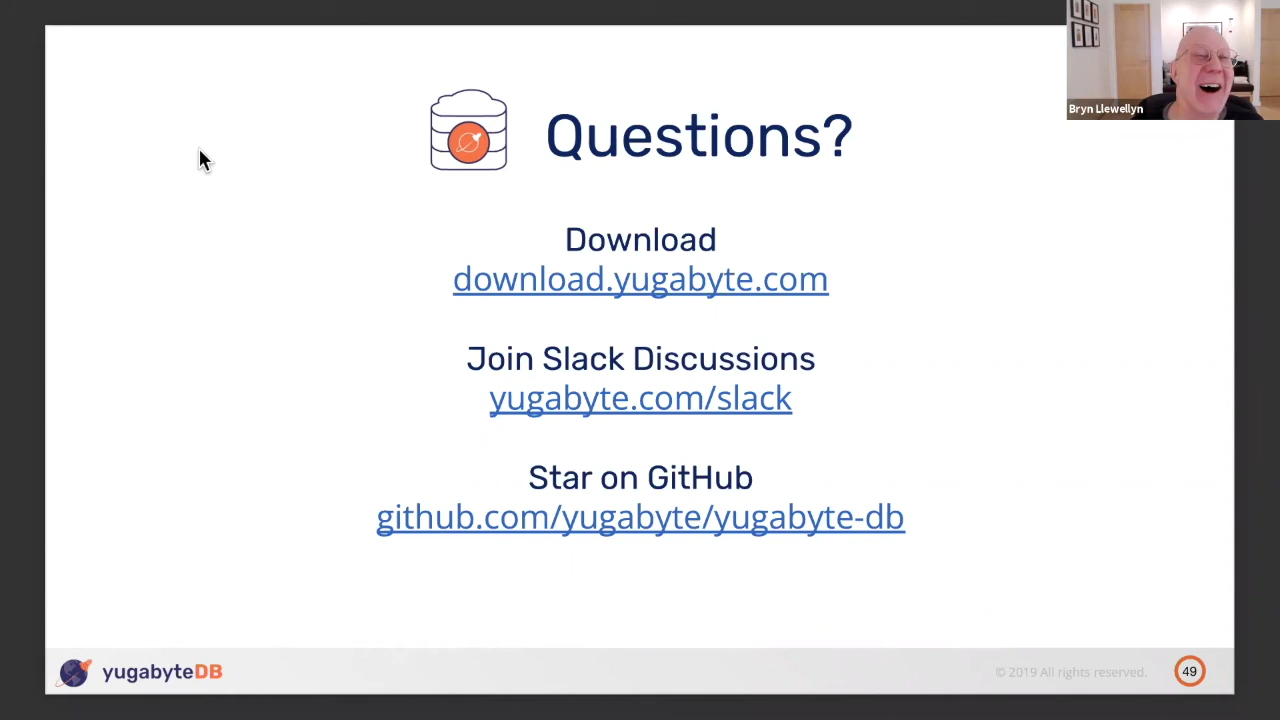 Bryn Llewellyn
Questions?
Download
download.yugabyte.com
Join Slack Discussions
yugabyte.com/slack
Star on GitHub
github.com/yugabyte/yugabyte-db
yugabyteDB
© 2019 All rights reserved.
49